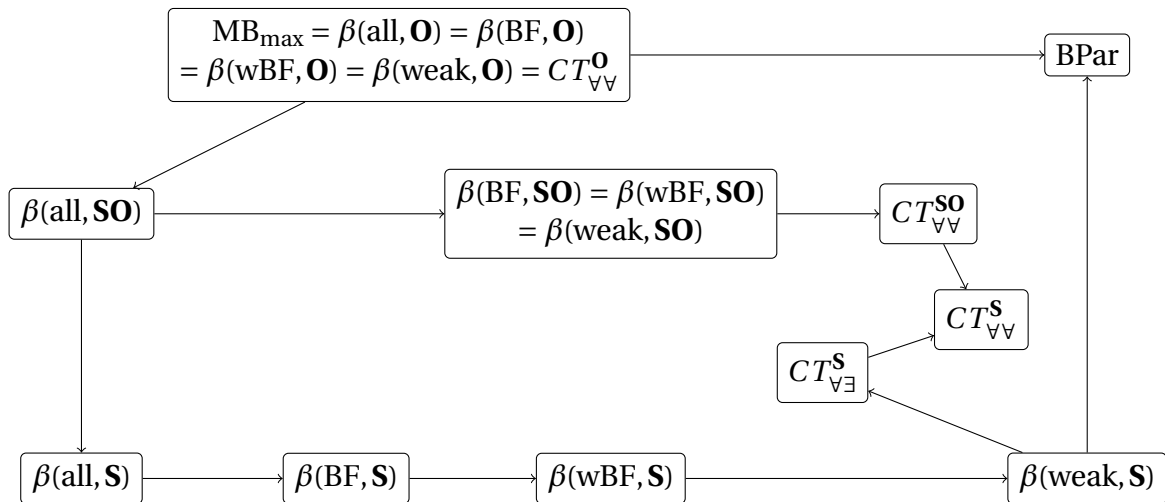 MB_max = β(all, O) = β(BF, O)
= β(wBF, O) = β(weak, O) = CT^O_∀∀
BPar
β(all, SO)
β(BF, SO) = β(wBF, SO)
= β(weak, SO)
CT^SO_∀∀
CT^S_∀∀
CT^S_∀∃
β(all, S)
β(BF, S)
β(wBF, S)
β(weak, S)